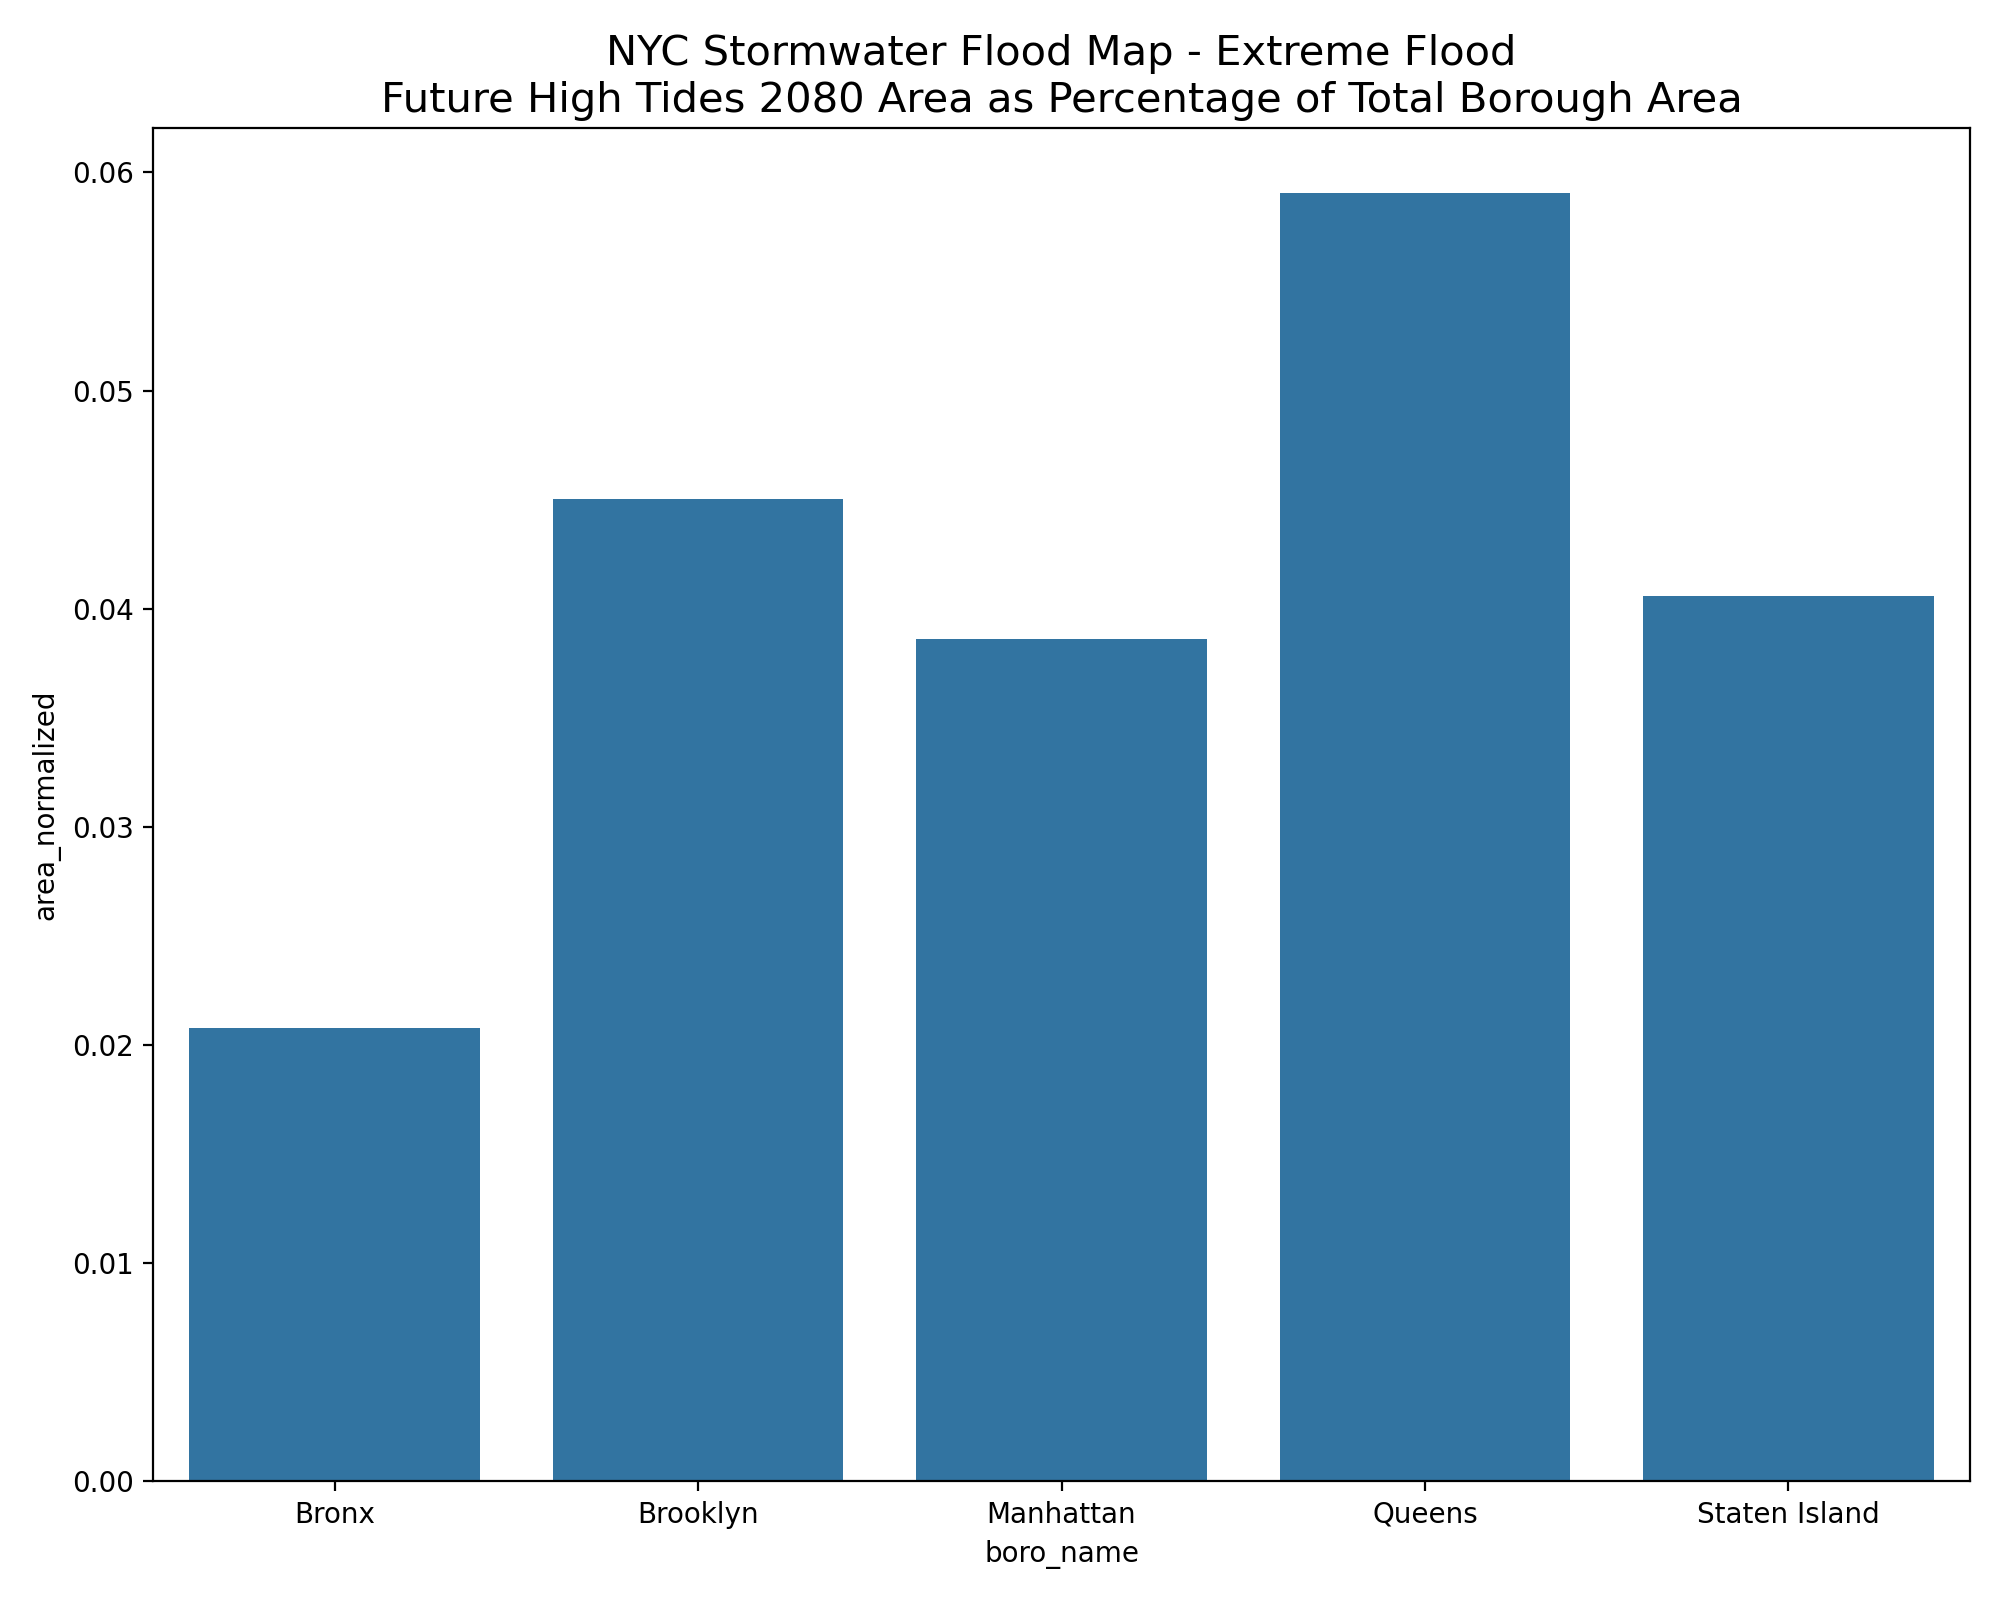 NYC Stormwater Flood Map - Extreme Flood
Future High Tides 2080 Area as Percentage of Total Borough Area
area_normalized
0.06
0.05
0.04
0.03
0.02
0.01
0.00
Bronx Brooklyn Manhattan Queens Staten Island
boro_name